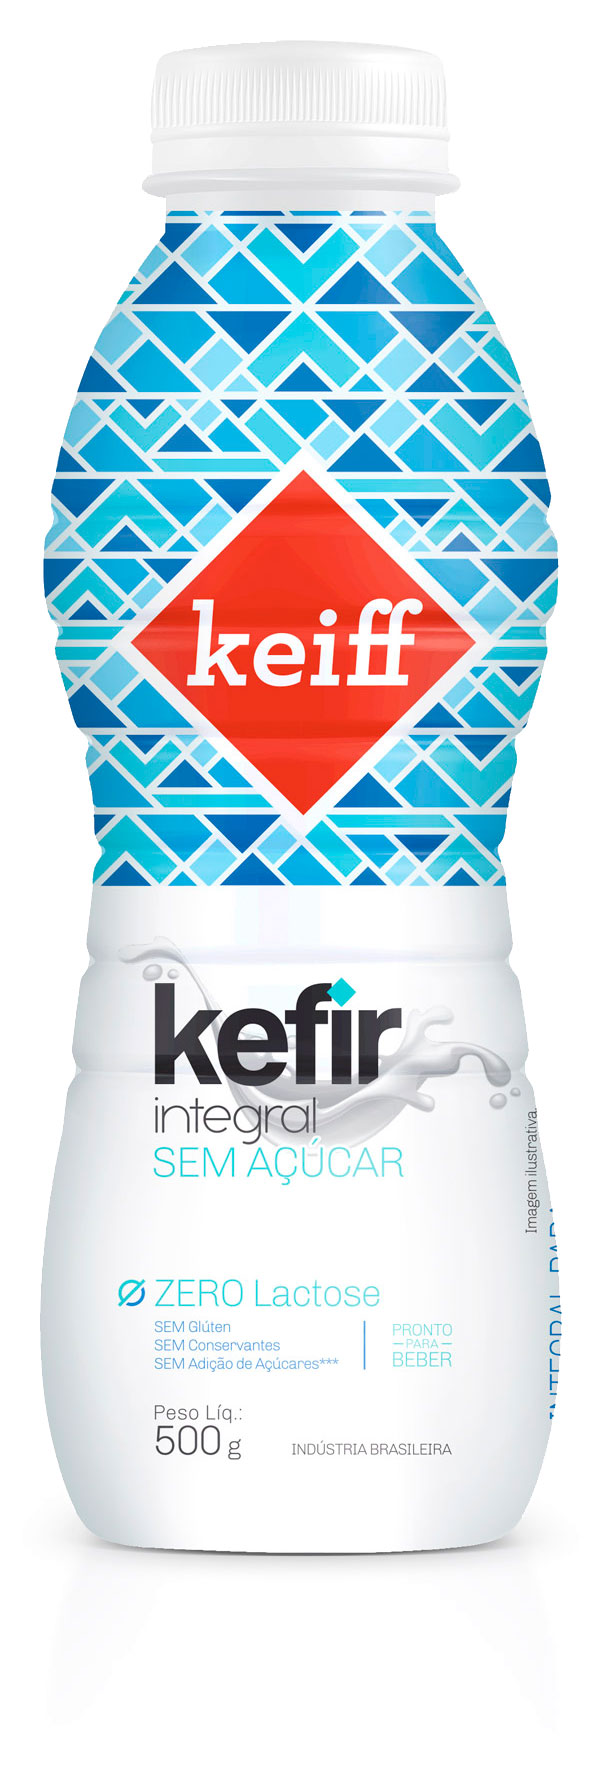 keiff
kefir
integral
SEM AÇÚCAR
Imagem ilustrativa.
ZERO Lactose
SEM Glúten
SEM Conservantes
SEM Adição de Açúcares***
PRONTO
PARA
BEBER
Peso Líq.:
500 g
INDÚSTRIA BRASILEIRA